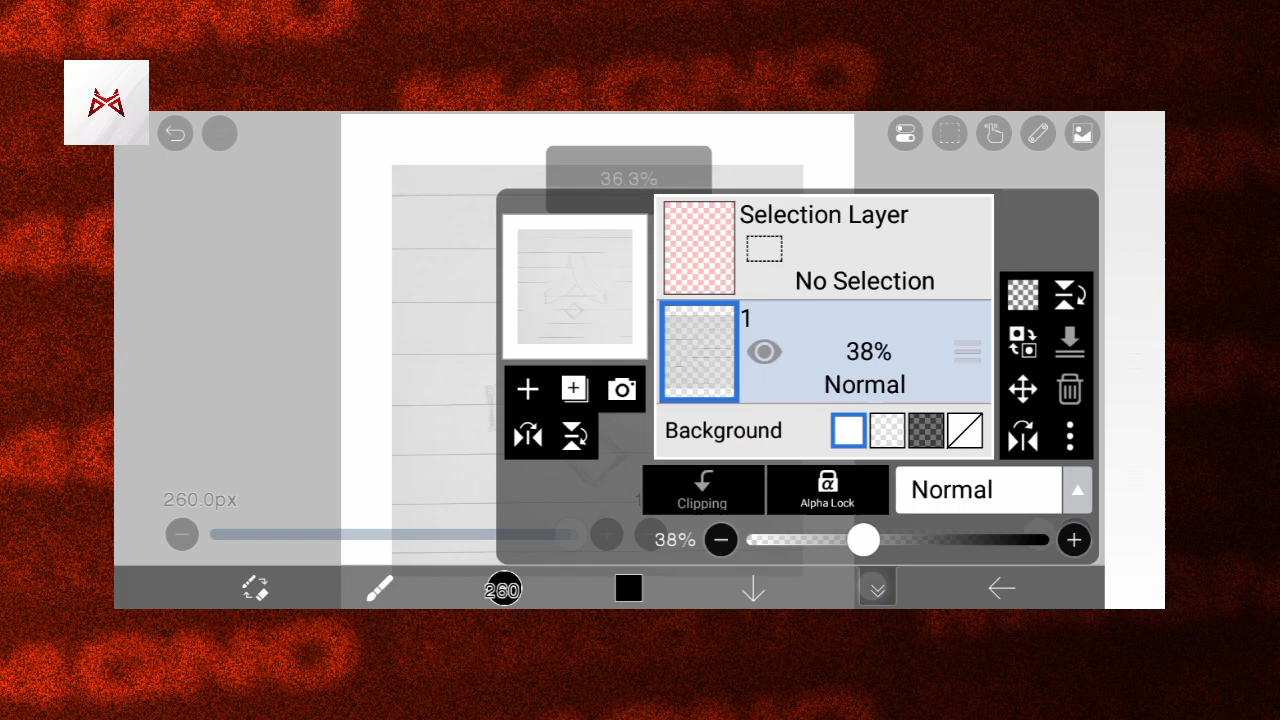 36.3%
Selection Layer
No Selection
1
38%
Normal
Background
260.0px
Clipping
α
Alpha Lock
Normal
38%
260